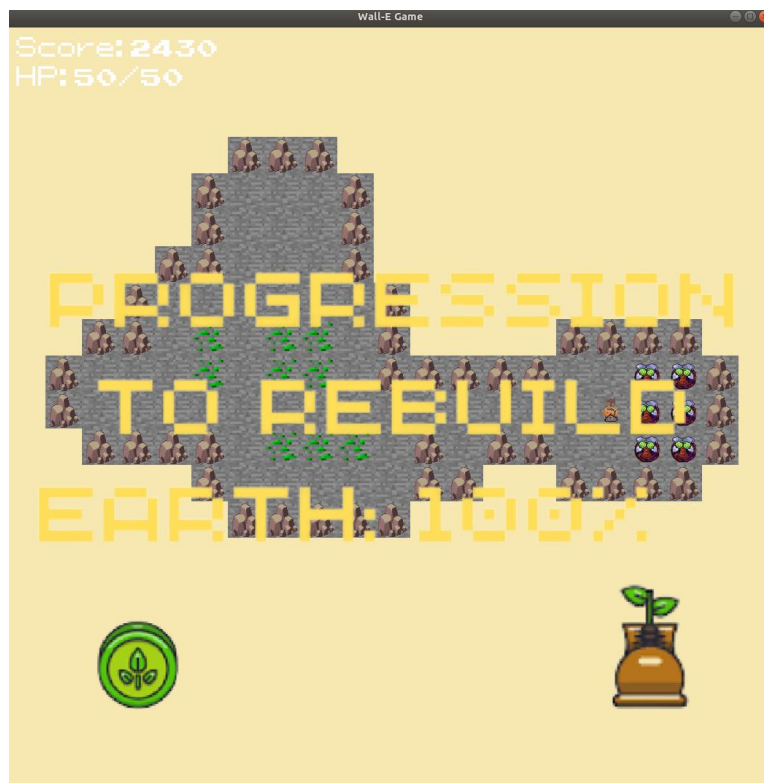 Wall-E Game
Score: 2430
HP: 50/50
PROGRESSION
TO REBUILD
EARTH: 100%